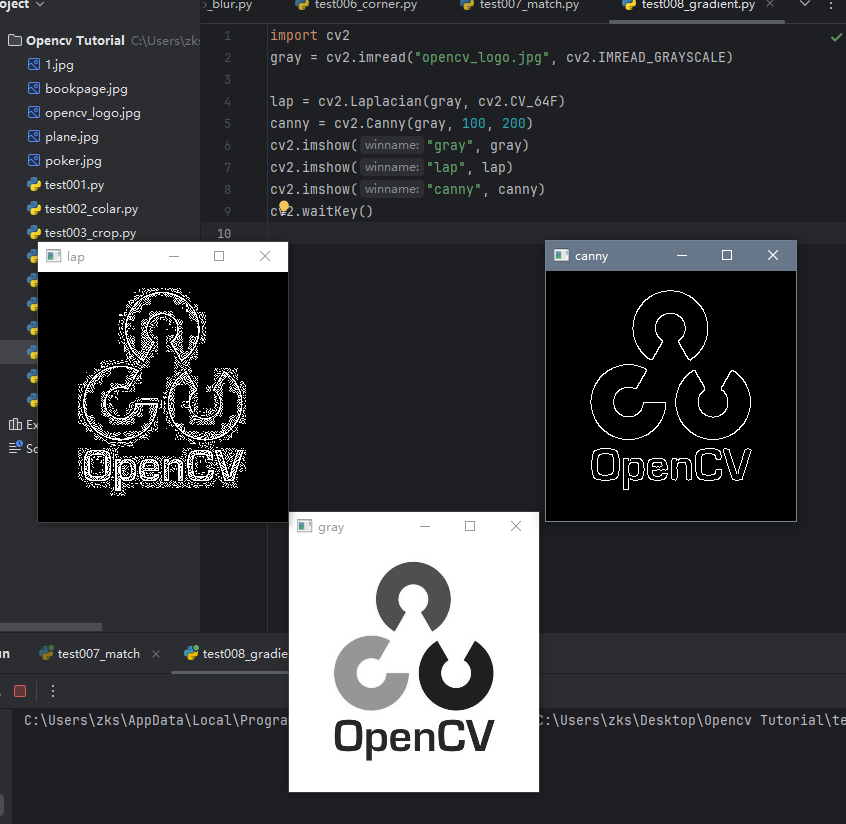 oject
_blur.py
test006_corner.py
test007_match.py
test008_gradient.py
Opencv Tutorial C:\Users\zks
1.jpg
bookpage.jpg
opencv_logo.jpg
plane.jpg
poker.jpg
test001.py
test002_colar.py
test003_crop.py
Ex
Sc
1 import cv2
2 gray = cv2.imread("opencv_logo.jpg", cv2.IMREAD_GRAYSCALE)
3
4 lap = cv2.Laplacian(gray, cv2.CV_64F)
5 canny = cv2.Canny(gray, 100, 200)
6 cv2.imshow( winname: "gray", gray)
7 cv2.imshow( winname: "lap", lap)
8 cv2.imshow( winname: "canny", canny)
9 cv2.waitKey()
10
lap
OpenCV
canny
OpenCV
gray
OpenCV
un
test007_match
test008_gradie
C:\Users\zks\AppData\Local\Progra
C:\Users\zks\Desktop\Opencv Tutorial\te